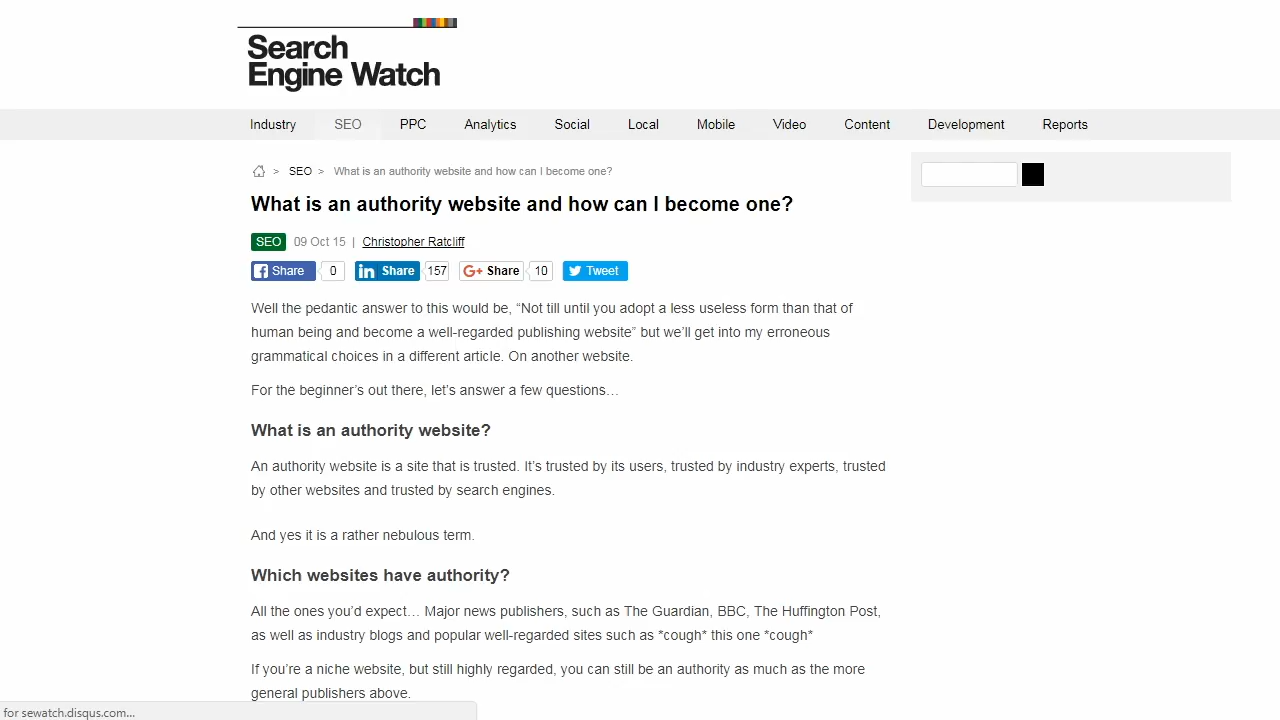 Search
Engine Watch
Industry SEO PPC Analytics Social Local Mobile Video Content Development Reports
> SEO > What is an authority website and how can I become one?
What is an authority website and how can I become one?
SEO 09 Oct 15 | Christopher Ratcliff
Share 0 in Share 157 G+ Share 10 Tweet
Well the pedantic answer to this would be, “Not till until you adopt a less useless form than that of
human being and become a well-regarded publishing website” but we’ll get into my erroneous
grammatical choices in a different article. On another website.
For the beginner’s out there, let’s answer a few questions…
What is an authority website?
An authority website is a site that is trusted. It’s trusted by its users, trusted by industry experts, trusted
by other websites and trusted by search engines.
And yes it is a rather nebulous term.
Which websites have authority?
All the ones you’d expect… Major news publishers, such as The Guardian, BBC, The Huffington Post,
as well as industry blogs and popular well-regarded sites such as *cough* this one *cough*
If you’re a niche website, but still highly regarded, you can still be an authority as much as the more
general publishers above.
for sewatch.disqus.com...